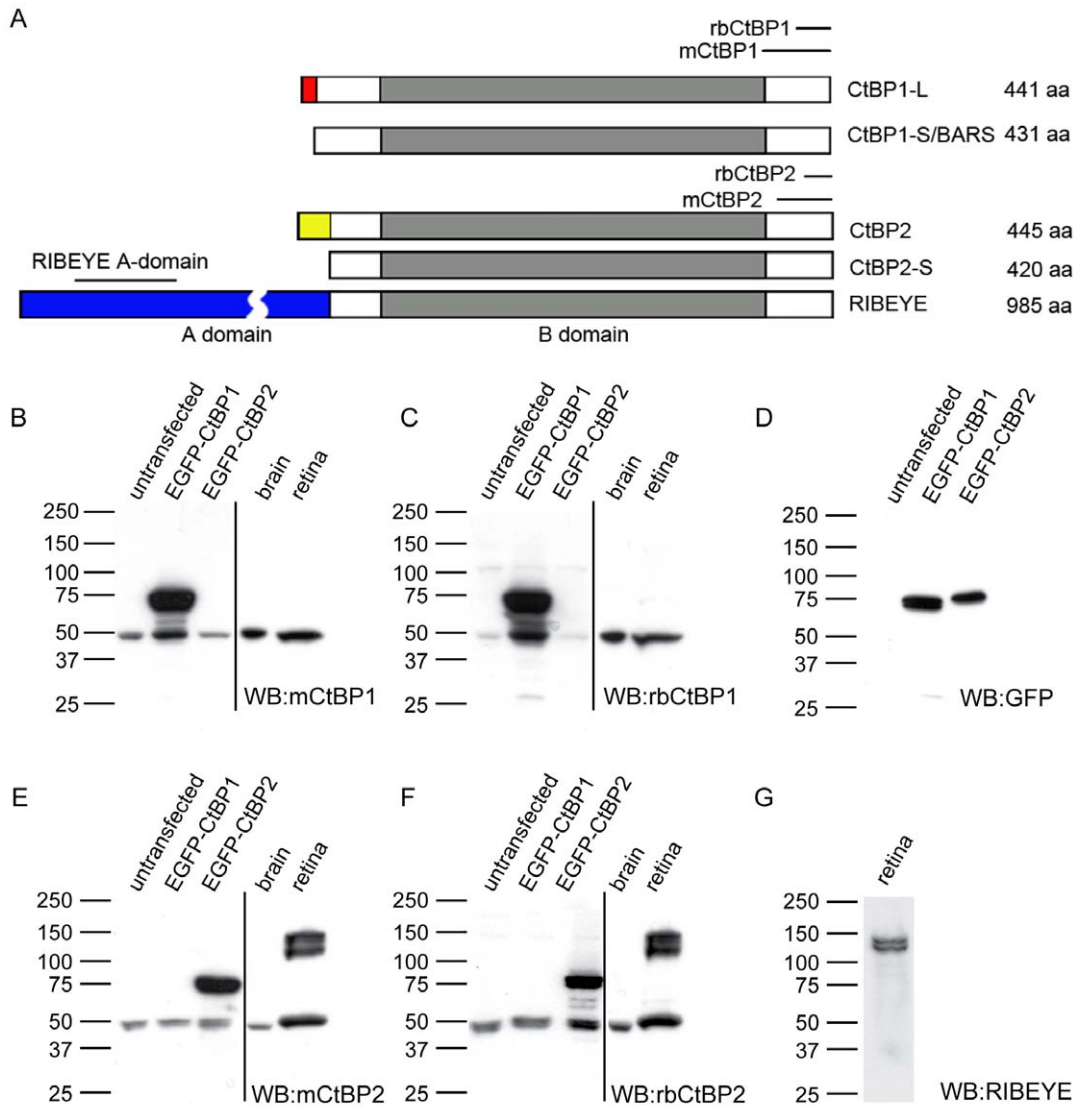 A
rbCtBP1
mCtBP1
CtBP1-L 441 aa
CtBP1-S/BARS 431 aa
rbCtBP2
mCtBP2
CtBP2 445 aa
RIBEYE A-domain
CtBP2-S 420 aa
RIBEYE 985 aa
A domain B domain
B
untransfected
EGFP-CtBP1
EGFP-CtBP2
brain
retina
250
150
100
75
50
37
25
WB:mCtBP1
C
untransfected
EGFP-CtBP1
EGFP-CtBP2
brain
retina
250
150
100
75
50
37
25
WB:rbCtBP1
D
untransfected
EGFP-CtBP1
EGFP-CtBP2
250
150
100
75
50
37
25
WB:GFP
E
untransfected
EGFP-CtBP1
EGFP-CtBP2
brain
retina
250
150
100
75
50
37
25
WB:mCtBP2
F
untransfected
EGFP-CtBP1
EGFP-CtBP2
brain
retina
250
150
100
75
50
37
25
WB:rbCtBP2
G
retina
250
150
100
75
50
37
25
WB:RIBEYE